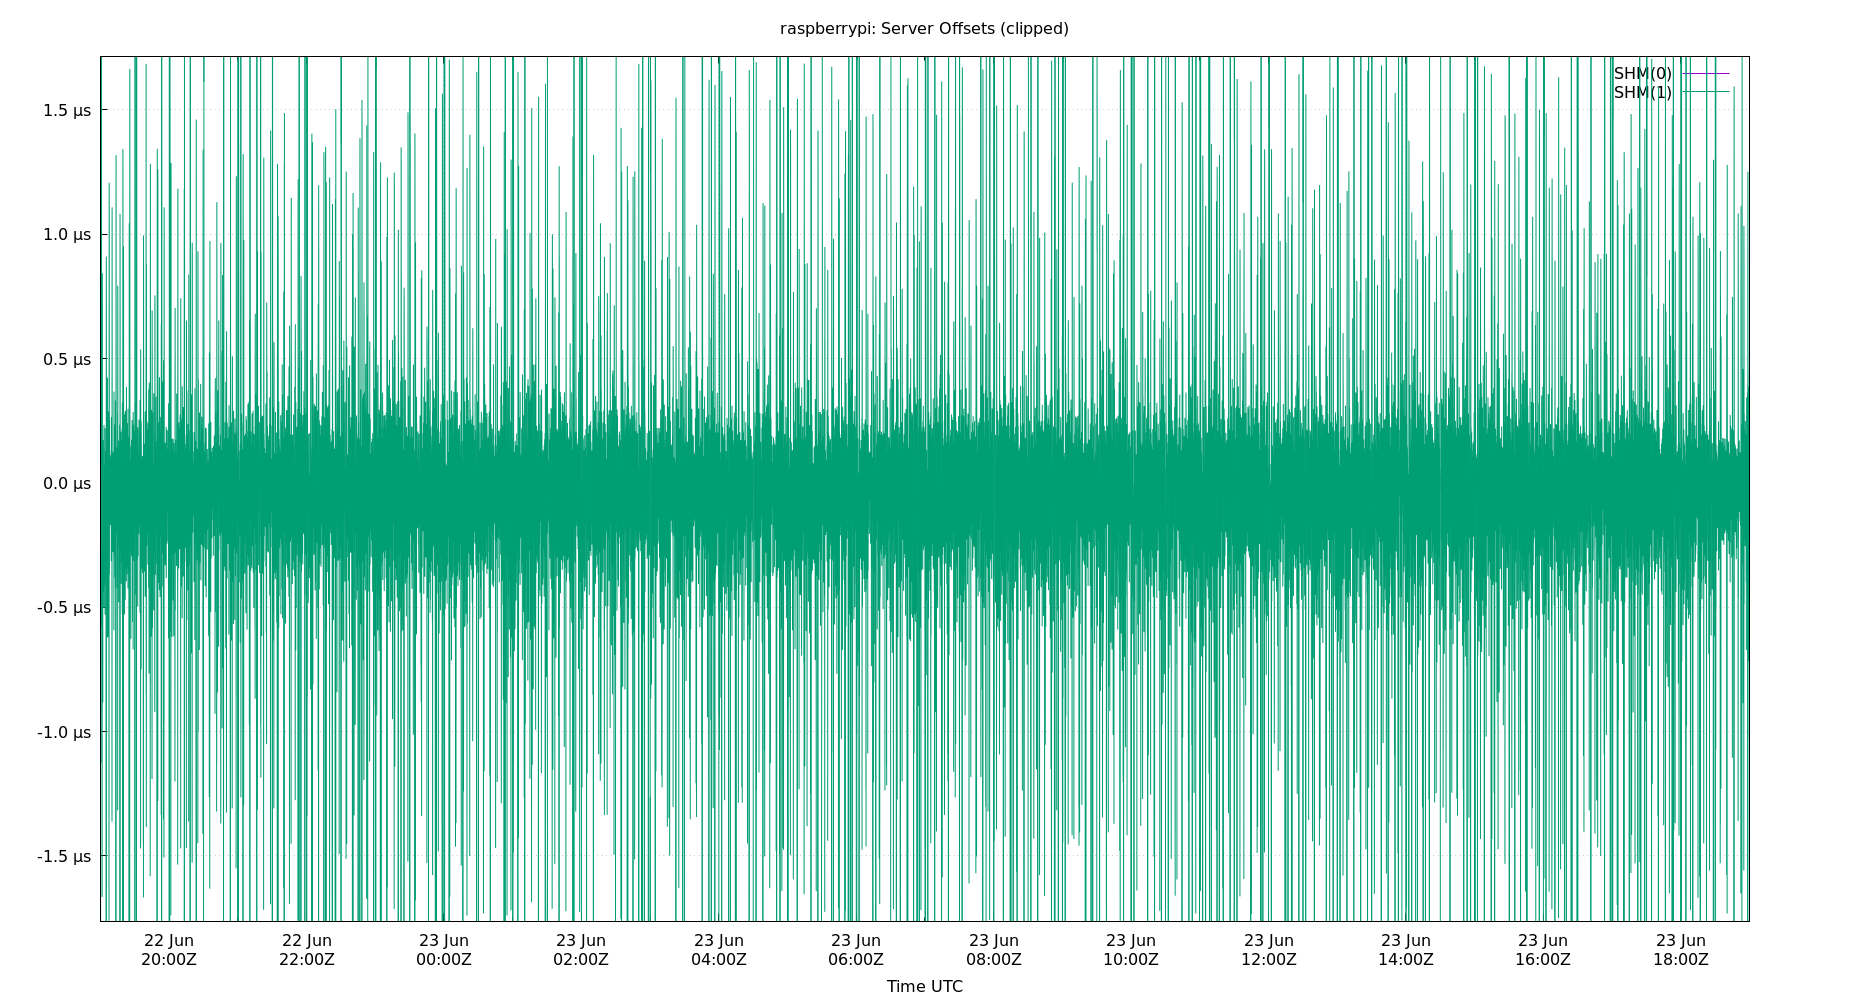 raspberrypi: Server Offsets (clipped)
SHM(0)
SHM(1)
1.5 µs
1.0 µs
0.5 µs
0.0 µs
-0.5 µs
-1.0 µs
-1.5 µs
22 Jun 22 Jun 23 Jun 23 Jun 23 Jun 23 Jun 23 Jun 23 Jun 23 Jun 23 Jun 23 Jun 23 Jun
20:00Z 22:00Z 00:00Z 02:00Z 04:00Z 06:00Z 08:00Z 10:00Z 12:00Z 14:00Z 16:00Z 18:00Z
Time UTC